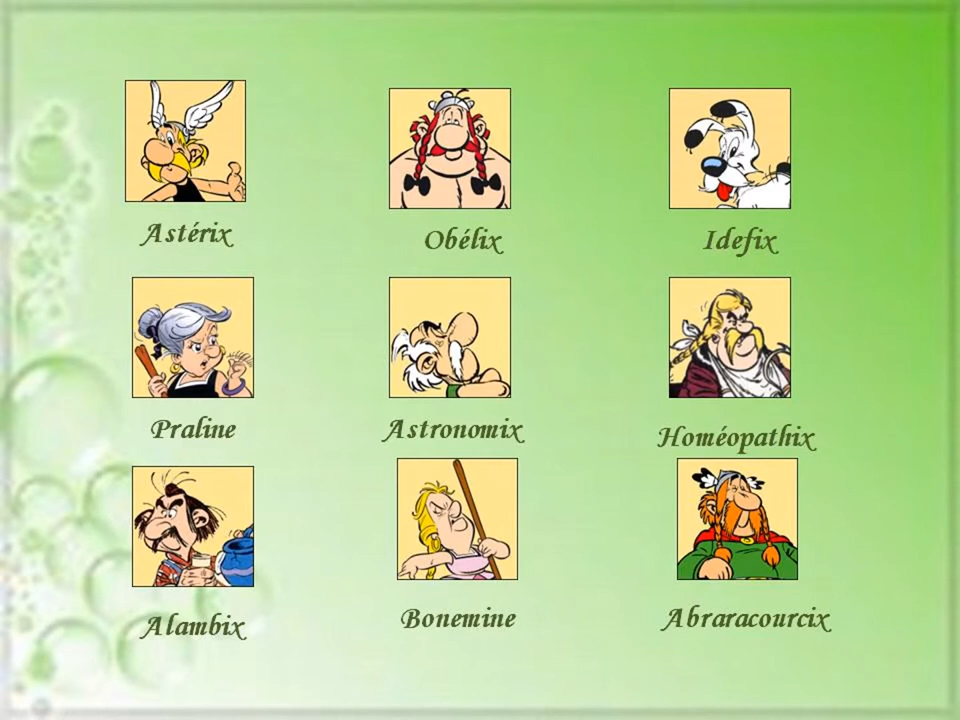 Astérix
Obélix
Idefix
Praline
Astronomix
Homéopathix
Alambix
Bonemine
Abraracourcix